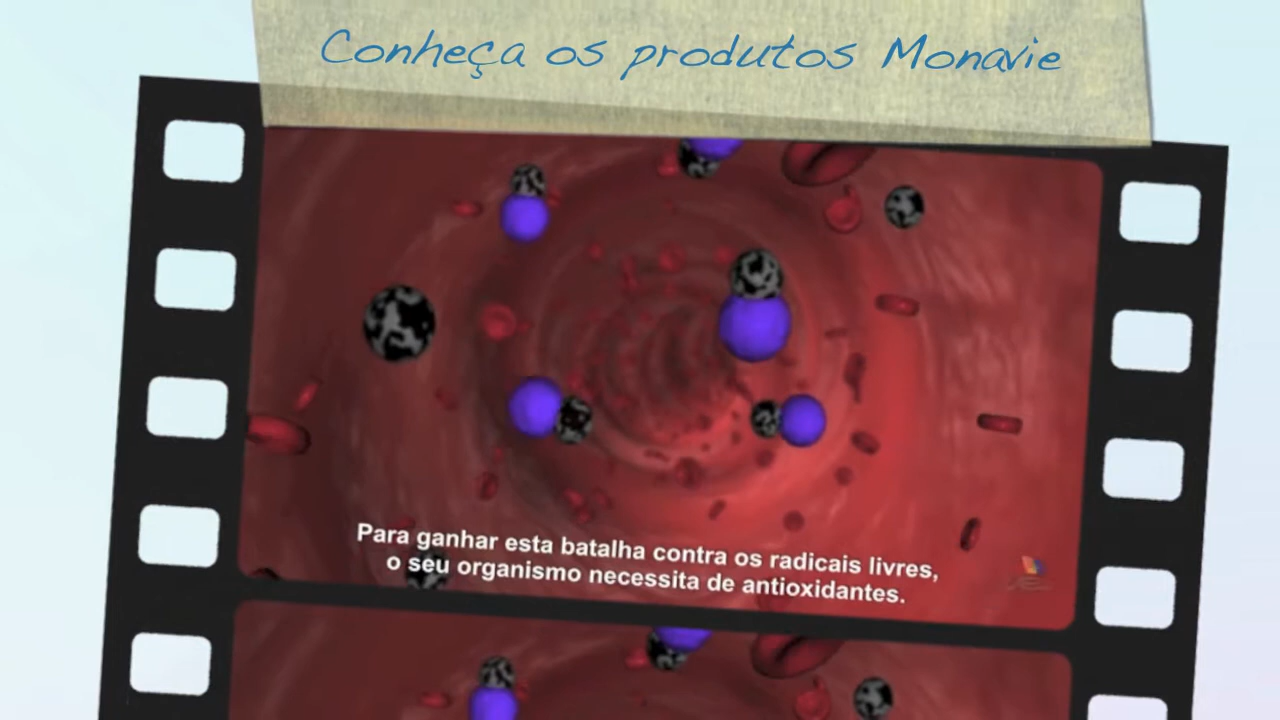 Conheça os produtos Monavie
Para ganhar esta batalha contra os radicais livres,
o seu organismo necessita de antioxidantes.